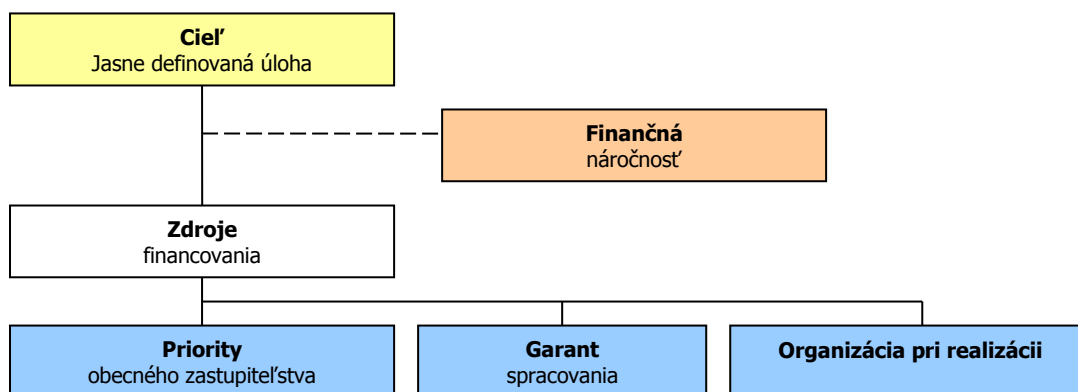 Cieľ
Jasne definovaná úloha
Finančná
náročnosť
Zdroje
financovania
Priority
obecného zastupiteľstva
Garant
spracovania
Organizácia pri realizácii